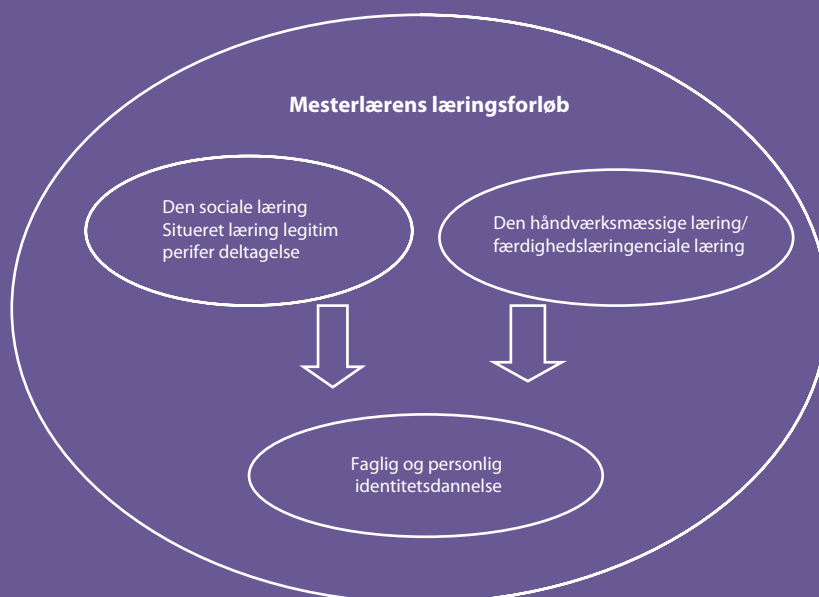 Mesterlærens læringsforløb
Den sociale læring
Situeret læring legitim
perifer deltagelse
Den håndværksmæssige læring/
færdighedslæringenciale læring
Faglig og personlig
identitetsdannelse